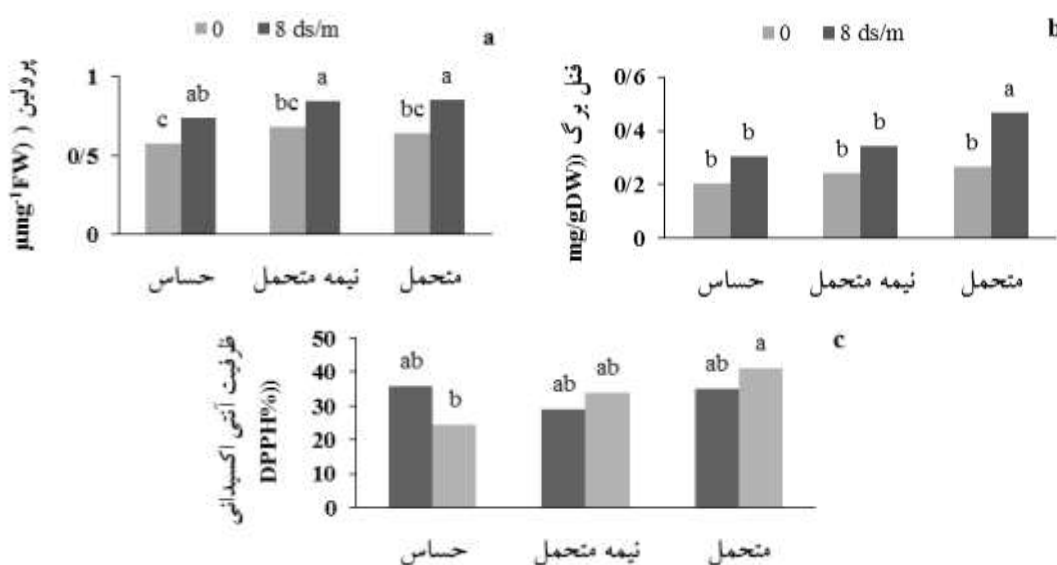 0 8 ds/m
a
پرولین ( (µmg-¹FW
1
0/5
0
c ab bc a bc a
حساس نیمه متحمل متحمل
0 8 ds/m
b
فنل برگ ((mg/gDW
0/6
0/4
0/2
0
b b b b b a
حساس نیمه متحمل متحمل
c
ظرفیت آنتی اکسیدانی
DPPH%))
50
40
30
20
10
0
ab b ab ab ab a
حساس نیمه متحمل متحمل